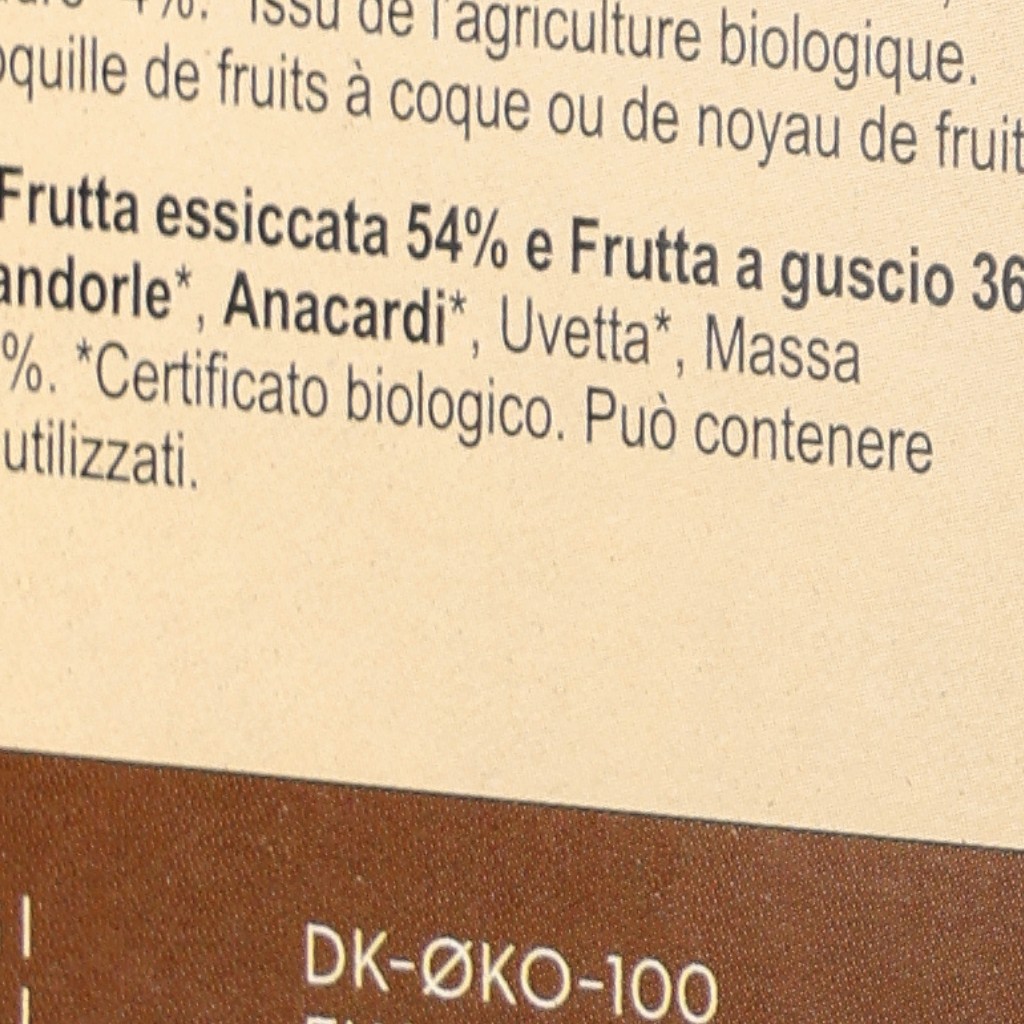 4%. *Issu de l'agriculture biologique.
oquille de fruits à coque ou de noyau de fruit
Frutta essiccata 54% e Frutta a guscio 36
andorle*, Anacardi*, Uvetta*, Massa
%. *Certificato biologico. Può contenere
utilizzati.
DK-ØKO-100